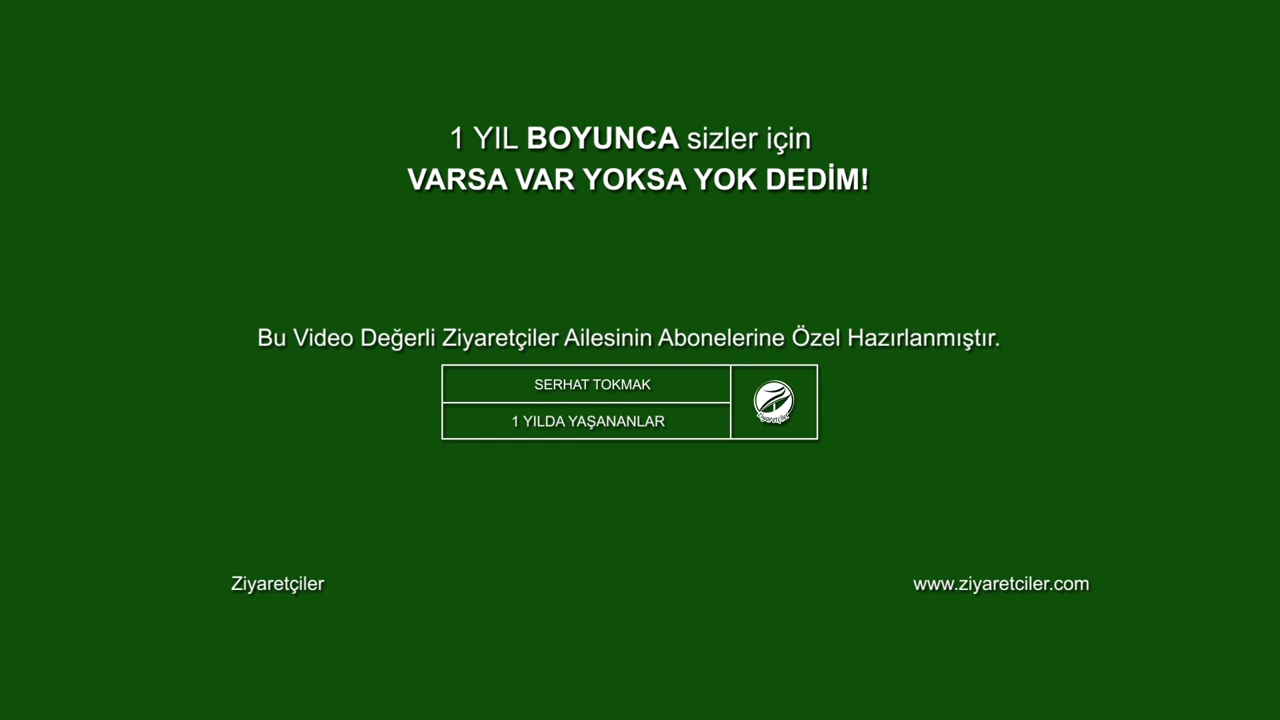 1 YIL BOYUNCA sizler için
VARSA VAR YOKSA YOK DEDİM!
Bu Video Değerli Ziyaretçiler Ailesinin Abonelerine Özel Hazırlanmıştır.
SERHAT TOKMAK
1 YILDA YAŞANANLAR
Ziyaretçiler
Ziyaretçiler
www.ziyaretciler.com